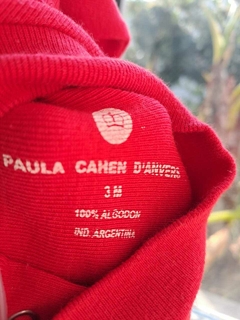 PAULA CAHEN D'ANVERS
3 M
100% ALGODON
IND. ARGENTINA